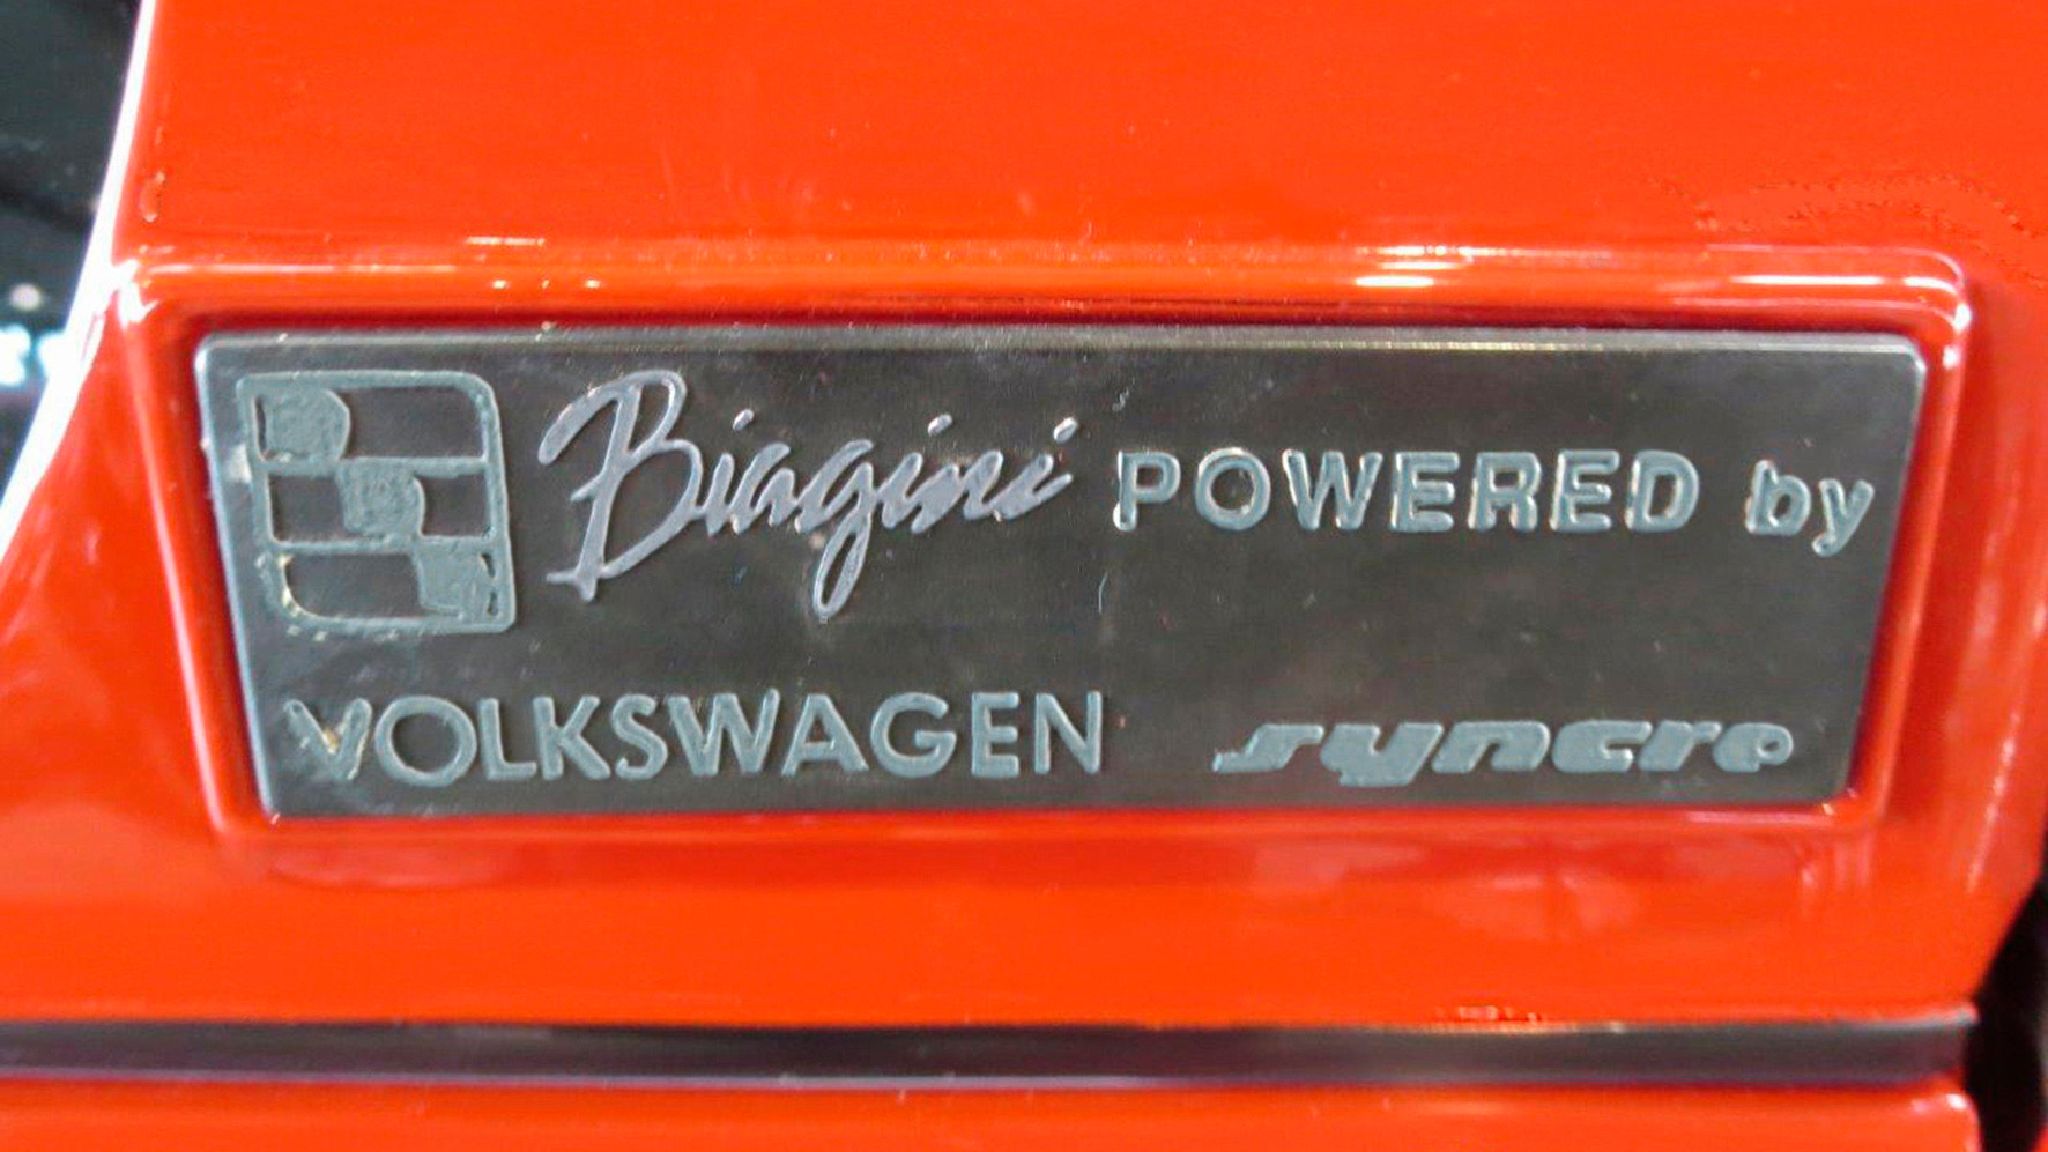 Biagini POWERED by
VOLKSWAGEN syncro